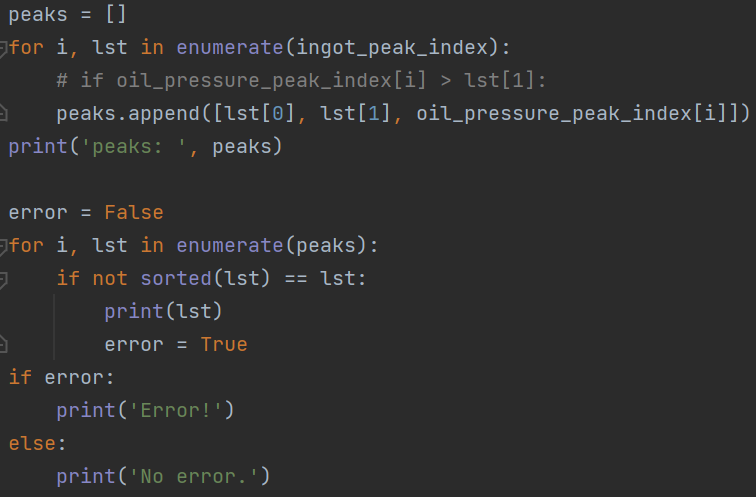 peaks = []
for i, lst in enumerate(ingot_peak_index):
    # if oil_pressure_peak_index[i] > lst[1]:
    peaks.append([lst[0], lst[1], oil_pressure_peak_index[i]])
print('peaks: ', peaks)

error = False
for i, lst in enumerate(peaks):
    if not sorted(lst) == lst:
        print(lst)
        error = True
if error:
    print('Error!')
else:
    print('No error.')